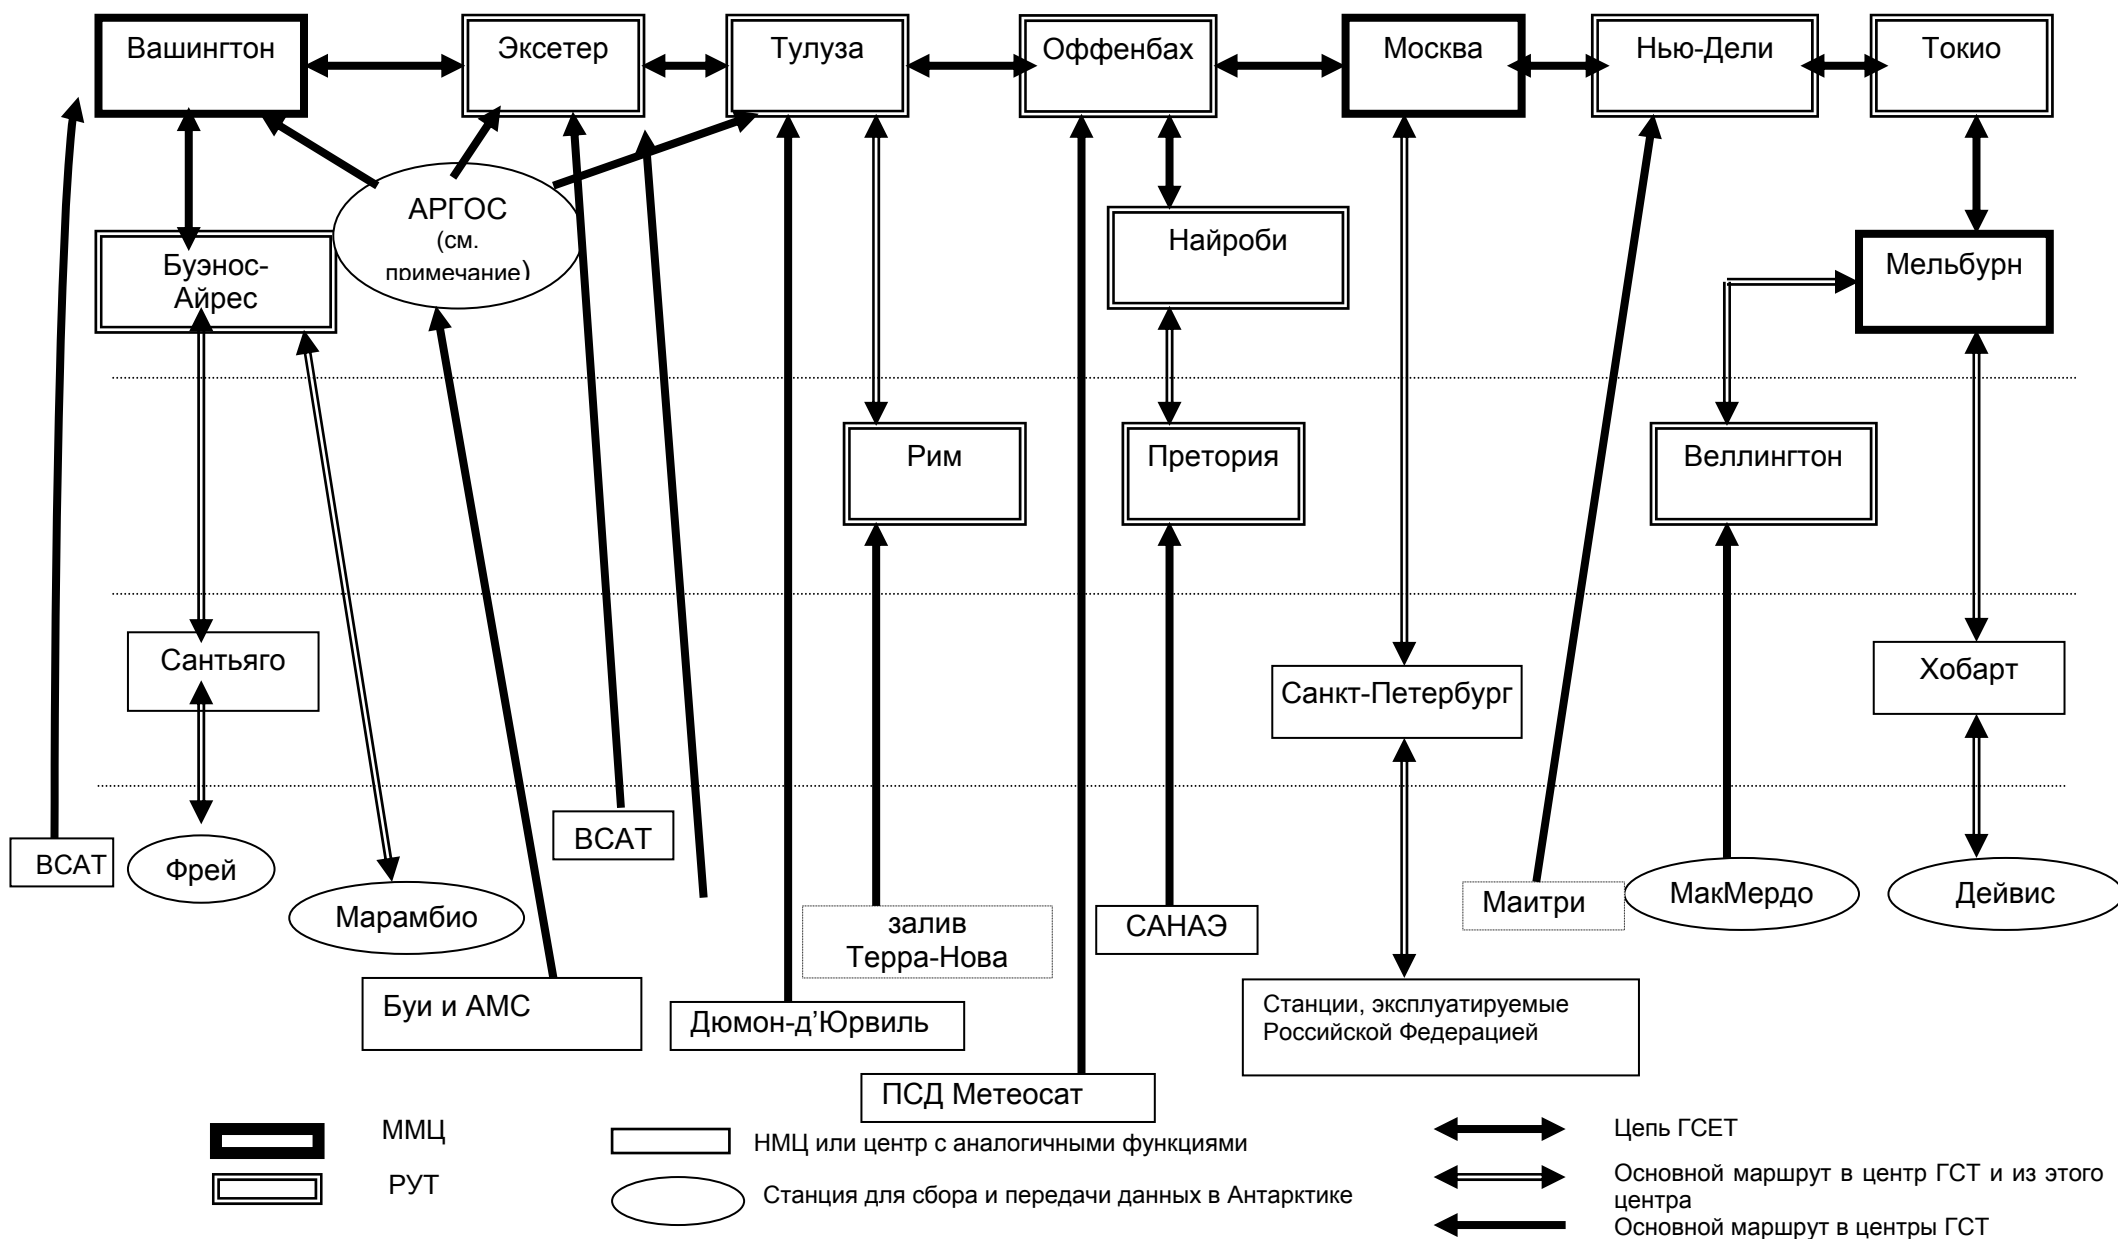 Вашингтон
Эксетер
Тулуза
Оффенбах
Москва
Нью-Дели
Токио
АРГОС
(см.
примечание)
Буэнос-
Айрес
Найроби
Мельбурн
Рим
Претория
Веллингтон
Сантьяго
Санкт-Петербург
Хобарт
ВСАТ
Фрей
ВСАТ
Марамбио
залив
Терра-Нова
САНАЭ
Маитри
МакМердо
Дейвис
Буи и АМС
Дюмон-д’Юрвиль
Станции, эксплуатируемые
Российской Федерацией
ПСД Метеосат
ММЦ
РУТ
НМЦ или центр с аналогичными функциями
Станция для сбора и передачи данных в Антарктике
Цепь ГСЕТ
Основной маршрут в центр ГСТ и из этого
центра
Основной маршрут в центры ГСТ